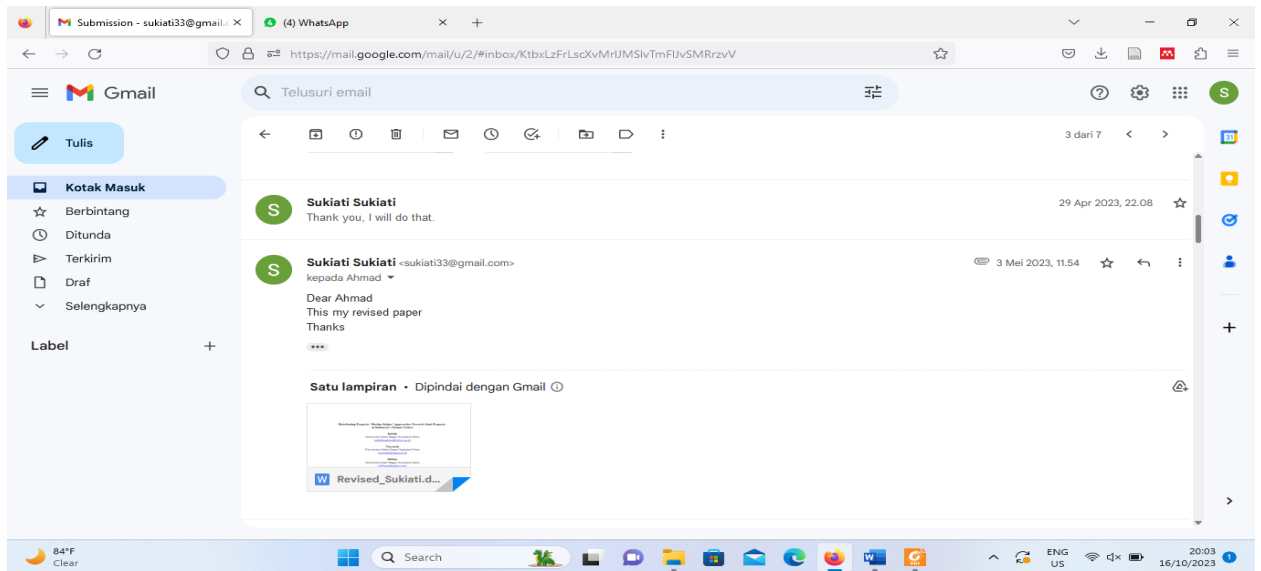 Submission - sukiati33@gmail.c
(4) WhatsApp
https://mail.google.com/mail/u/2/#inbox/KtbxLzFrLscXvMrlJMSlvTmFlJvSMRrzvV
Gmail
Telusuri email
S
Tulis
3 dari 7
31
Kotak Masuk
Berbintang
Ditunda
Terkirim
Draf
Selengkapnya
Label
S
Sukiati Sukiati
29 Apr 2023, 22.08
Thank you, I will do that.
S
Sukiati Sukiati <sukiati33@gmail.com>
3 Mei 2023, 11.54
kepada Ahmad
Dear Ahmad
This my revised paper
Thanks
Satu lampiran • Dipindai dengan Gmail
W Revised_Sukiati.d...
84°F
Clear
Search
ENG
US
20:03
16/10/2023
1